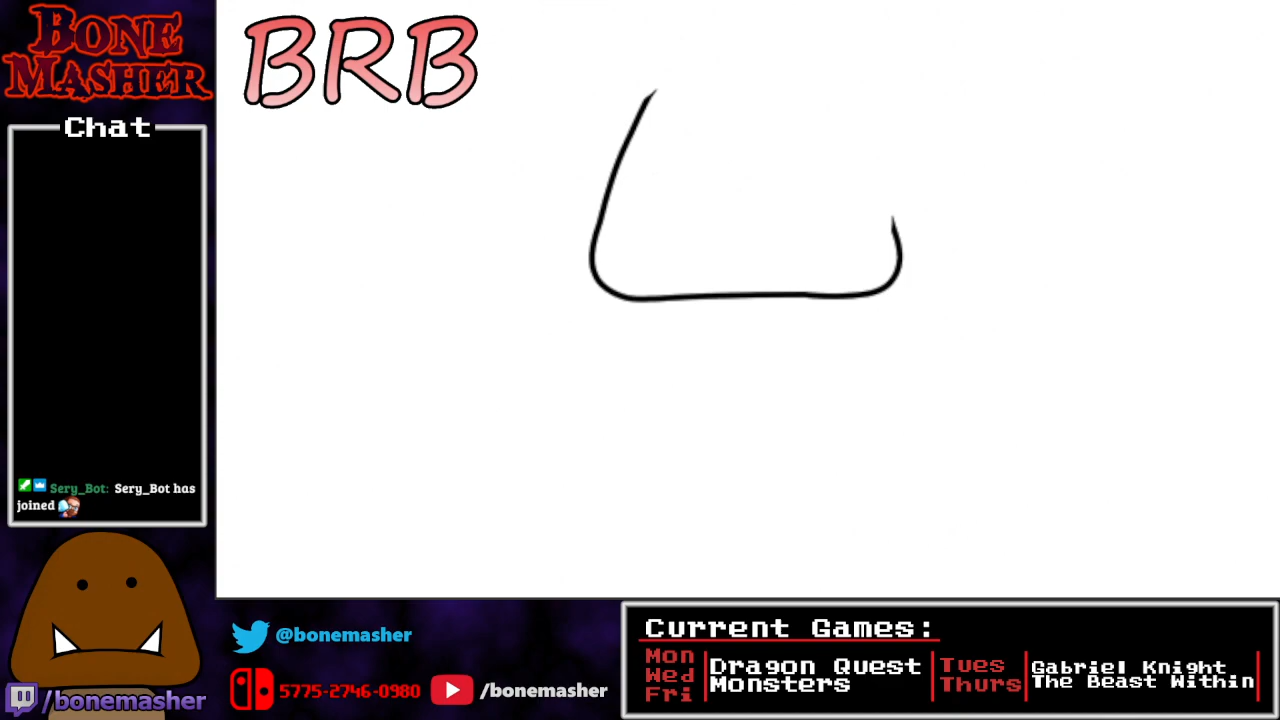 BONE
MASHER
BRB
Chat
Sery_Bot: Sery_Bot has
joined
/bonemasher
@bonemasher
5775-2746-0980
/bonemasher
Current Games:
Mon
Wed
Fri
Dragon Quest
Monsters
Tues
Thurs
Gabriel Knight
The Beast Within